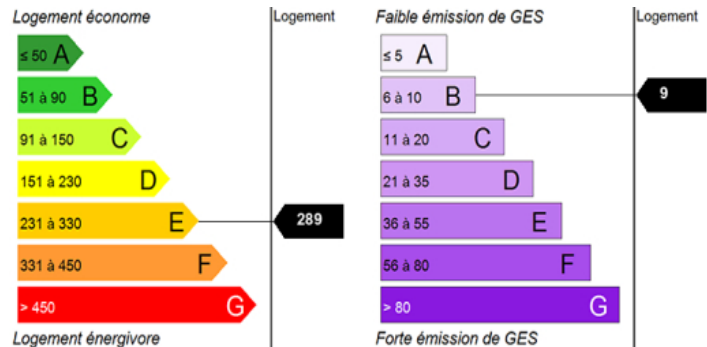 Logement économe
Logement
≤ 50 A
51 à 90 B
91 à 150 C
151 à 230 D
231 à 330 E
289
331 à 450 F
> 450 G
Logement énergivore
Faible émission de GES
Logement
≤ 5 A
6 à 10 B
9
11 à 20 C
21 à 35 D
36 à 55 E
56 à 80 F
> 80 G
Forte émission de GES